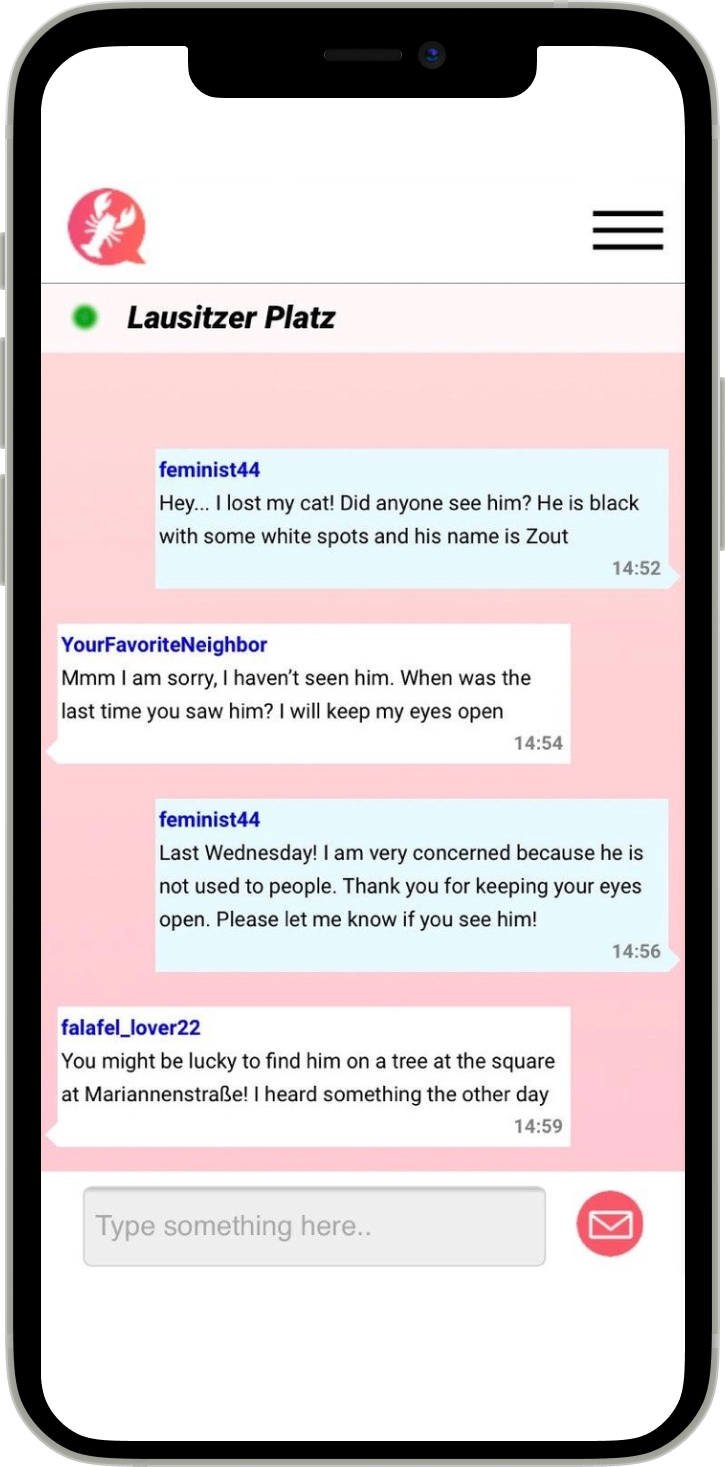 Lausitzer Platz
feminist44
Hey... I lost my cat! Did anyone see him? He is black
with some white spots and his name is Zout
14:52
YourFavoriteNeighbor
Mmm I am sorry, I haven’t seen him. When was the
last time you saw him? I will keep my eyes open
14:54
feminist44
Last Wednesday! I am very concerned because he is
not used to people. Thank you for keeping your eyes
open. Please let me know if you see him!
14:56
falafel_lover22
You might be lucky to find him on a tree at the square
at Mariannenstraße! I heard something the other day
14:59
Type something here..